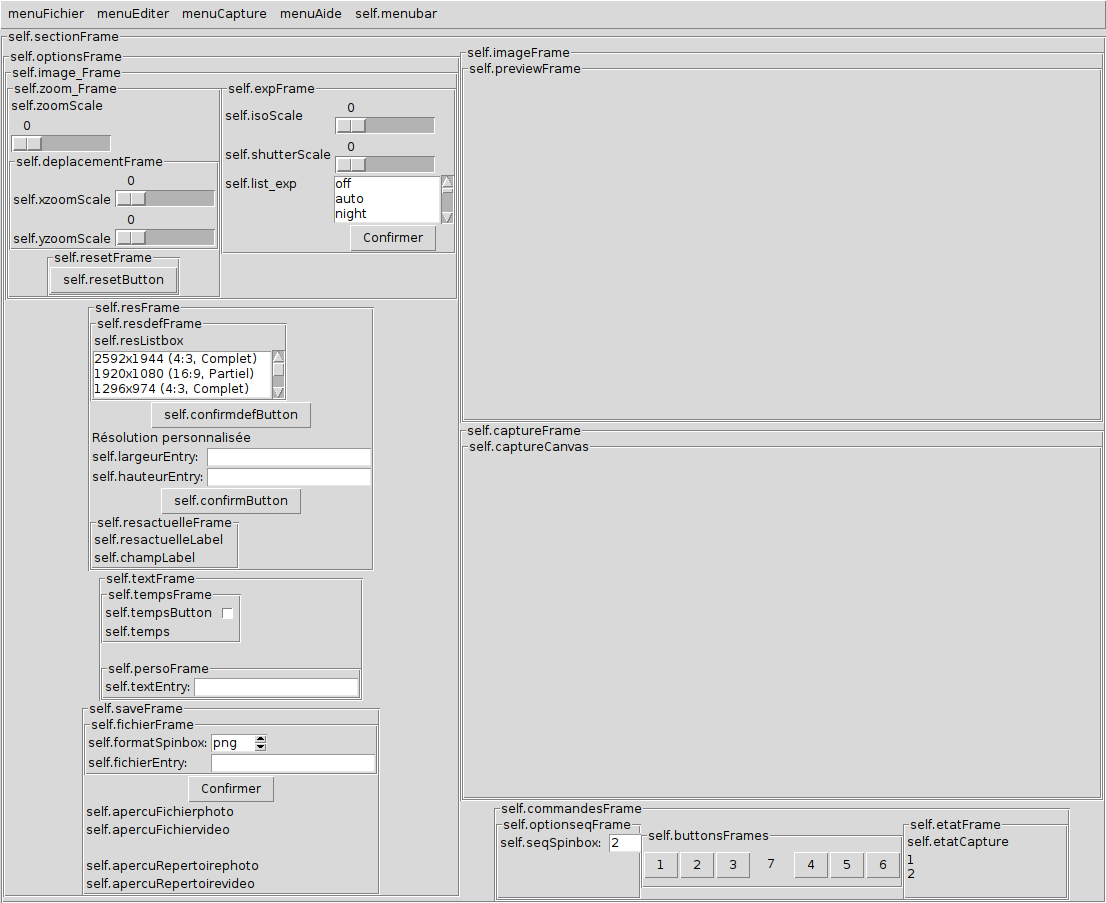 menuFichier menuEditer menuCapture menuAide self.menubar
self.sectionFrame
self.optionsFrame
self.image_Frame
self.zoom_Frame
self.zoomScale
0
self.deplacementFrame
0
self.xzoomScale
0
self.yzoomScale
self.resetFrame
self.resetButton
self.expFrame
0
self.isoScale
0
self.shutterScale
self.list_exp
off
auto
night
Confirmer
self.resFrame
self.resdefFrame
self.resListbox
2592x1944 (4:3, Complet)
1920x1080 (16:9, Partiel)
1296x974 (4:3, Complet)
self.confirmdefButton
Résolution personnalisée
self.largeurEntry:
self.hauteurEntry:
self.confirmButton
self.resactuelleFrame
self.resactuelleLabel
self.champLabel
self.textFrame
self.tempsFrame
self.tempsButton
self.temps
self.persoFrame
self.textEntry:
self.saveFrame
self.fichierFrame
self.formatSpinbox: png
self.fichierEntry:
Confirmer
self.apercuFichierphoto
self.apercuFichiervideo
self.apercuRepertoirephoto
self.apercuRepertoirevideo
self.imageFrame
self.previewFrame
self.captureFrame
self.captureCanvas
self.commandesFrame
self.optionseqFrame
self.seqSpinbox: 2
self.buttonsFrames
1 2 3 7 4 5 6
self.etatFrame
self.etatCapture
1
2